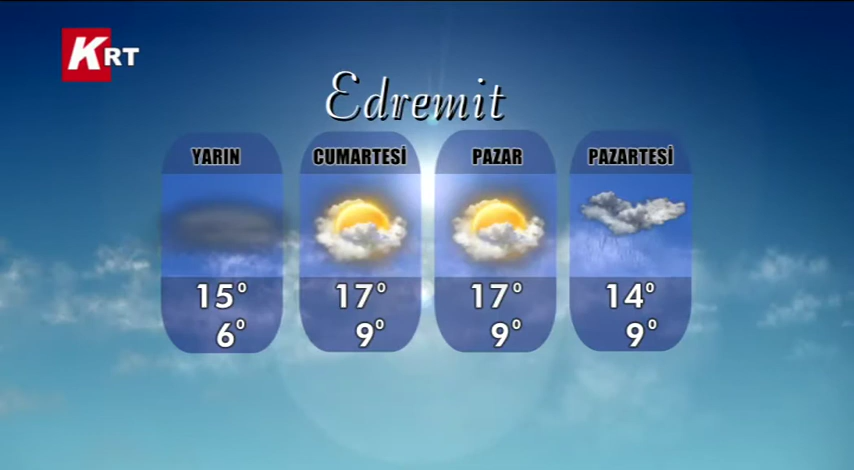 KRT
Edremit
YARIN CUMARTESİ PAZAR PAZARTESİ
15° 17° 17° 14°
6° 9° 9° 9°